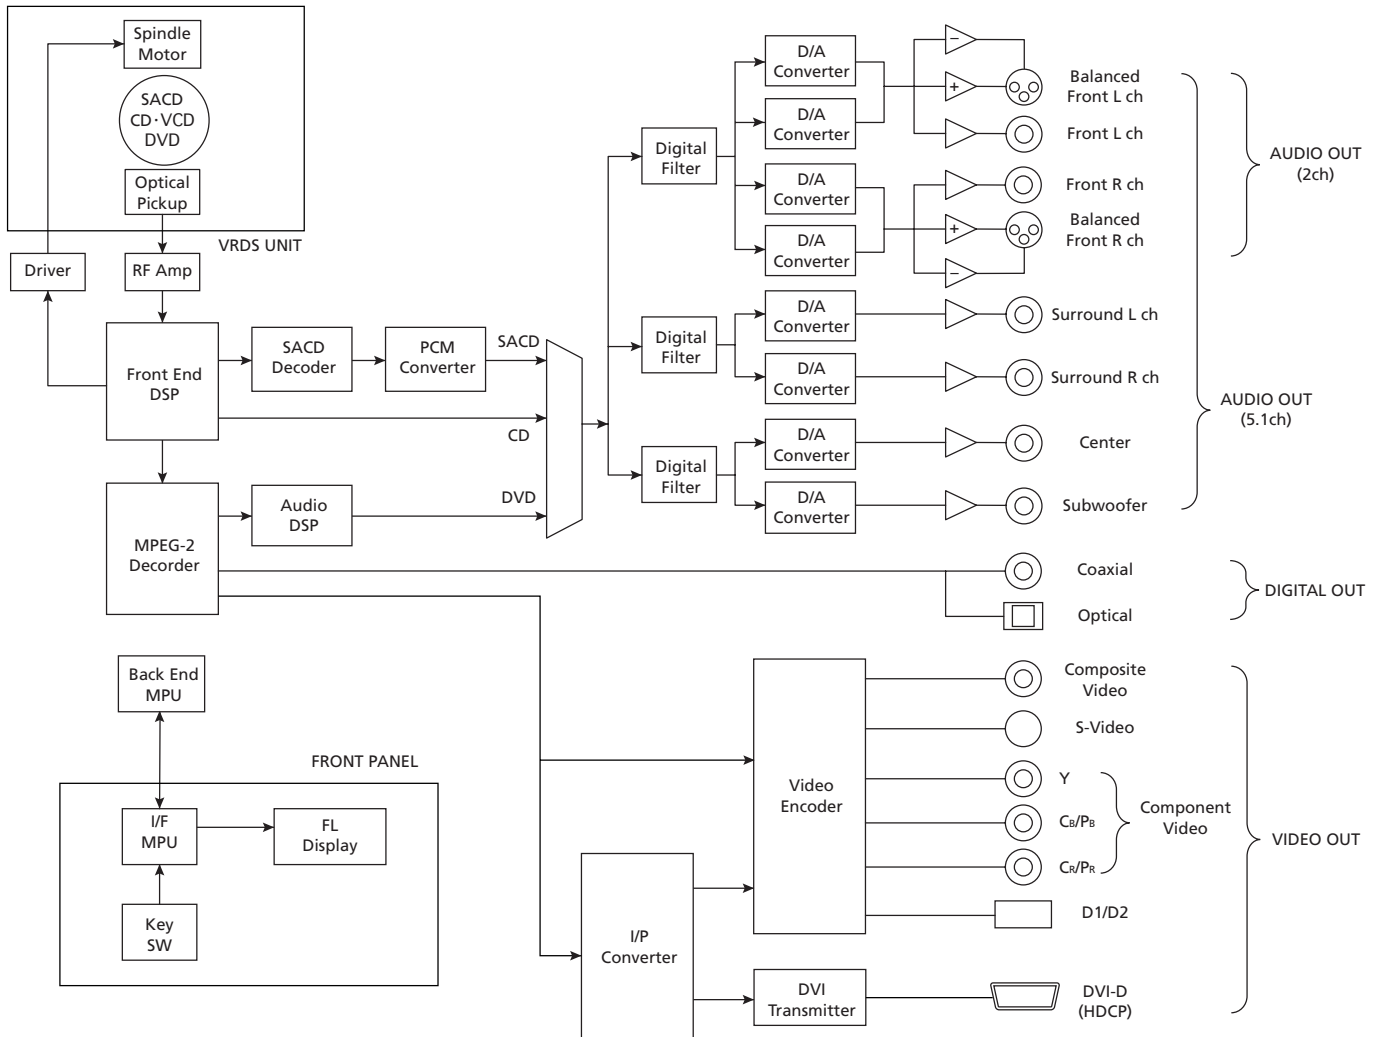 Spindle
Motor
SACD
CD·VCD
DVD
Optical
Pickup
VRDS UNIT
Driver
RF Amp
Front End
DSP
SACD
Decoder
PCM
Converter
SACD
CD
DVD
MPEG-2
Decorder
Audio
DSP
Digital
Filter
Digital
Filter
Digital
Filter
D/A
Converter
D/A
Converter
D/A
Converter
D/A
Converter
D/A
Converter
D/A
Converter
D/A
Converter
D/A
Converter
−
+
+
−
Balanced
Front L ch
Front L ch
Front R ch
Balanced
Front R ch
Surround L ch
Surround R ch
Center
Subwoofer
AUDIO OUT
(2ch)
AUDIO OUT
(5.1ch)
Coaxial
Optical
DIGITAL OUT
Back End
MPU
FRONT PANEL
I/F
MPU
FL
Display
Key
SW
Video
Encoder
I/P
Converter
DVI
Transmitter
Composite
Video
S-Video
Y
CB/PB
CR/PR
Component
Video
D1/D2
DVI-D
(HDCP)
VIDEO OUT